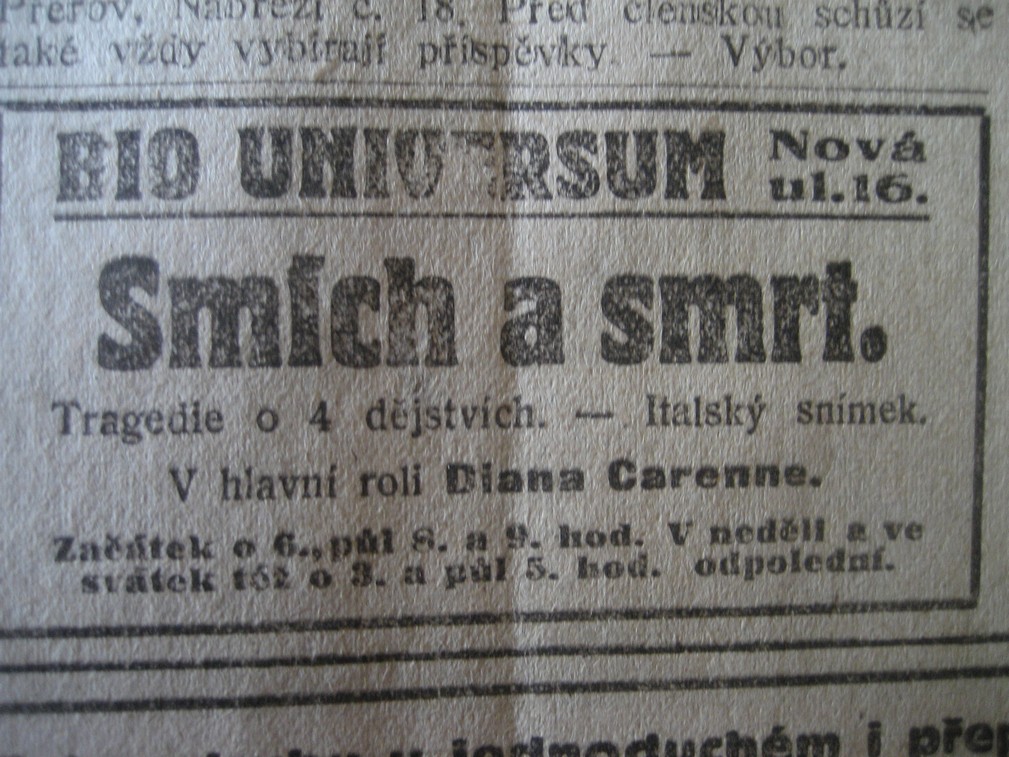 Přerov, Nábřeží č. 18. Před členskou schůzí se
také vždy vybírají příspěvky. — Výbor.
BIO UNIVERSUM Nová
ul. 16.
Smích a smrt.
Tragedie o 4 dějstvích. — Italský snímek.
V hlavní roli Diana Carenne.
Začátek o 6., půl 8. a 9. hod. V neděli a ve
svátek též o 3. a půl 5. hod. odpolední.
v jednoduchém i